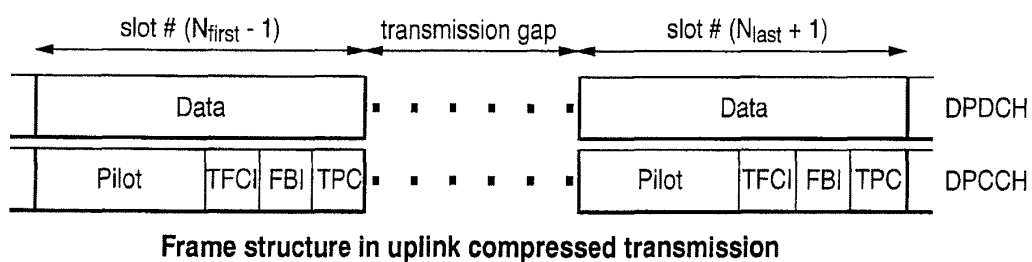 slot # (Nfirst - 1) transmission gap slot # (Nlast + 1)
Data Data DPDCH
Pilot TFCI FBI TPC Pilot TFCI FBI TPC DPCCH
Frame structure in uplink compressed transmission